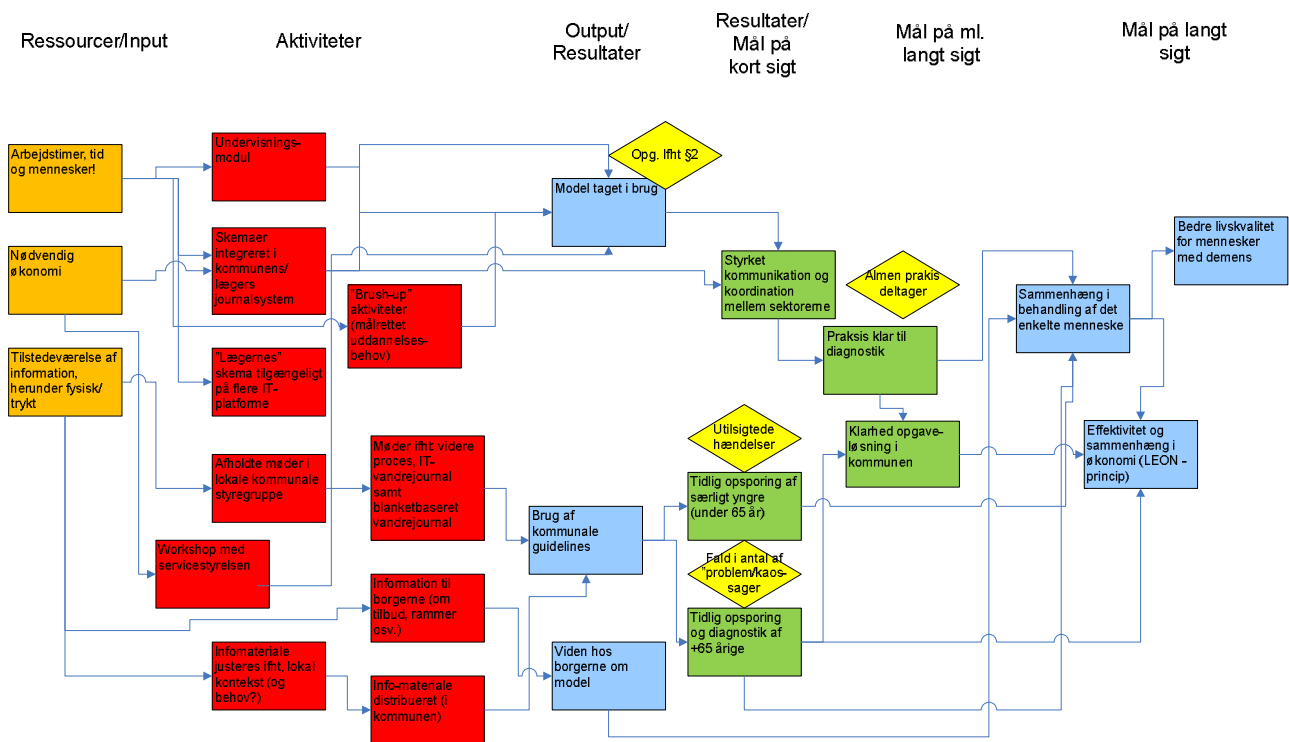 Ressourcer/Input
Aktiviteter
Output/
Resultater
Resultater/
Mål på
kort sigt
Mål på ml.
langt sigt
Mål på langt
sigt
Arbejdstimer, tid
og mennesker!
Nødvendig
økonomi
Tilstedeværelse af
information,
herunder fysisk/
trykt
Undervisnings-
modul
Skemaer
integreret i
kommunens/
lægers
journalsystem
"Brush-up"
aktiviteter
(målrettet
uddannelses-
behov)
"Lægernes"
skema tilgængeligt
på flere IT-
platforme
Afholdte møder i
lokale kommunale
styregruppe
Møder ifht. videre
proces, IT-
vandrejournal
samt
blanketbaseret
vandrejournal
Workshop med
servicestyrelsen
Information til
borgerne (om
tilbud, rammer
osv.)
Infomateriale
justeres ifht. lokal
kontekst (og
behov?)
Info-materiale
distribueret (i
kommunen)
Opg. Ifht §2
Model taget i brug
Brug af
kommunale
guidelines
Viden hos
borgerne om
model
Styrket
kommunikation og
koordination
mellem sektorerne
Almen prakis
deltager
Praksis klar til
diagnostik
Utilsigtede
hændelser
Klarhed opgave-
løsning i
kommunen
Tidlig opsporing af
særligt yngre
(under 65 år)
Fald i antal af
"problem/kaos-
sager
Tidlig opsporing
og diagnostik af
+65 årige
Sammenhæng i
behandling af det
enkelte menneske
Bedre livskvalitet
for mennesker
med demens
Effektivitet og
sammenhæng i
økonomi (LEON –
princip)